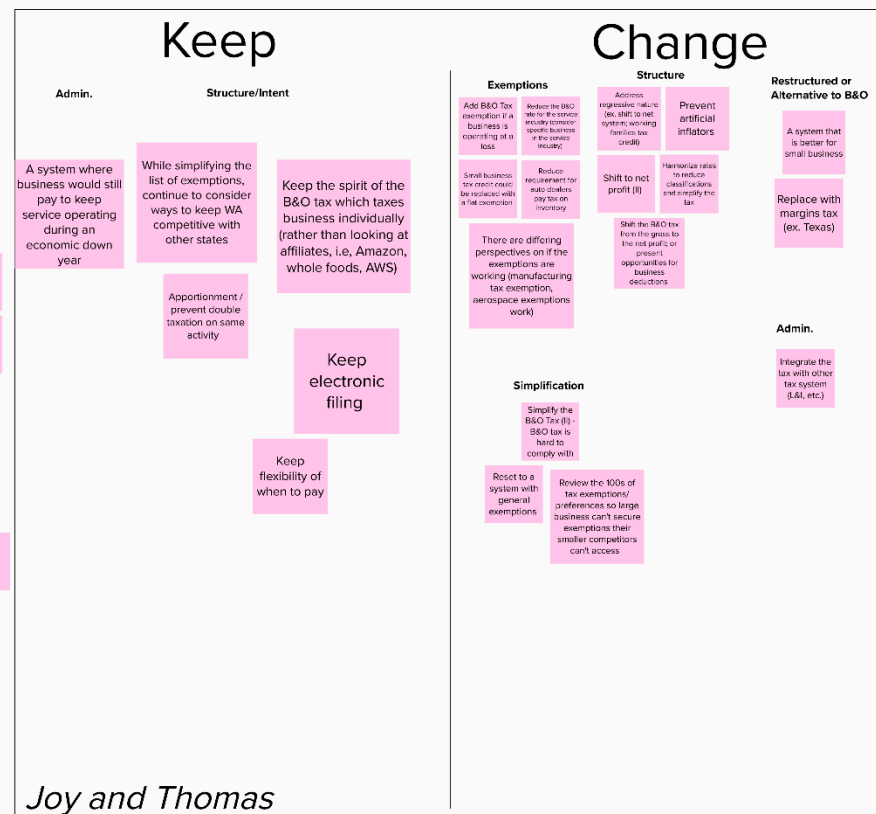 Keep
Admin.
Structure/Intent
A system where
business would still
pay to keep
service operating
during an
economic down
year
While simplifying the
list of exemptions,
continue to consider
ways to keep WA
competitive with
other states
Keep the spirit of the
B&O tax which taxes
business individually
(rather than looking at
affiliates, i.e, Amazon,
whole foods, AWS)
Apportionment /
prevent double
taxation on same
activity
Keep
electronic
filing
Keep
flexibility of
when to pay
Joy and Thomas
Change
Exemptions
Add B&O Tax
exemption if a
business is
operating at a
loss
Reduce the B&O
rate for the service
industry (consider
specific business
in the service
industry)
Small business
tax credit could
be replaced with
a flat exemption
Reduce
requirement for
auto dealers
pay tax on
inventory
There are differing
perspectives on if the
exemptions are
working (manufacturing
tax exemption,
aerospace exemptions
work)
Structure
Address
regressive nature
(ex. shift to net
system; working
families tax
credit)
Prevent
artificial
inflators
Shift to net
profit (II)
Harmonize rates
to reduce
classifications
and simplify the
tax
Shift the B&O tax
from the gross to
the net profit; or
present
opportunities for
business
deductions
Restructured or
Alternative to B&O
A system that
is better for
small business
Replace with
margins tax
(ex. Texas)
Admin.
Integrate the
tax with other
tax system
(L&I, etc.)
Simplification
Simplify the
B&O Tax (II) -
B&O tax is
hard to
comply with
Reset to a
system with
general
exemptions
Review the 100s of
tax exemptions/
preferences so large
business can't secure
exemptions their
smaller competitors
can't access